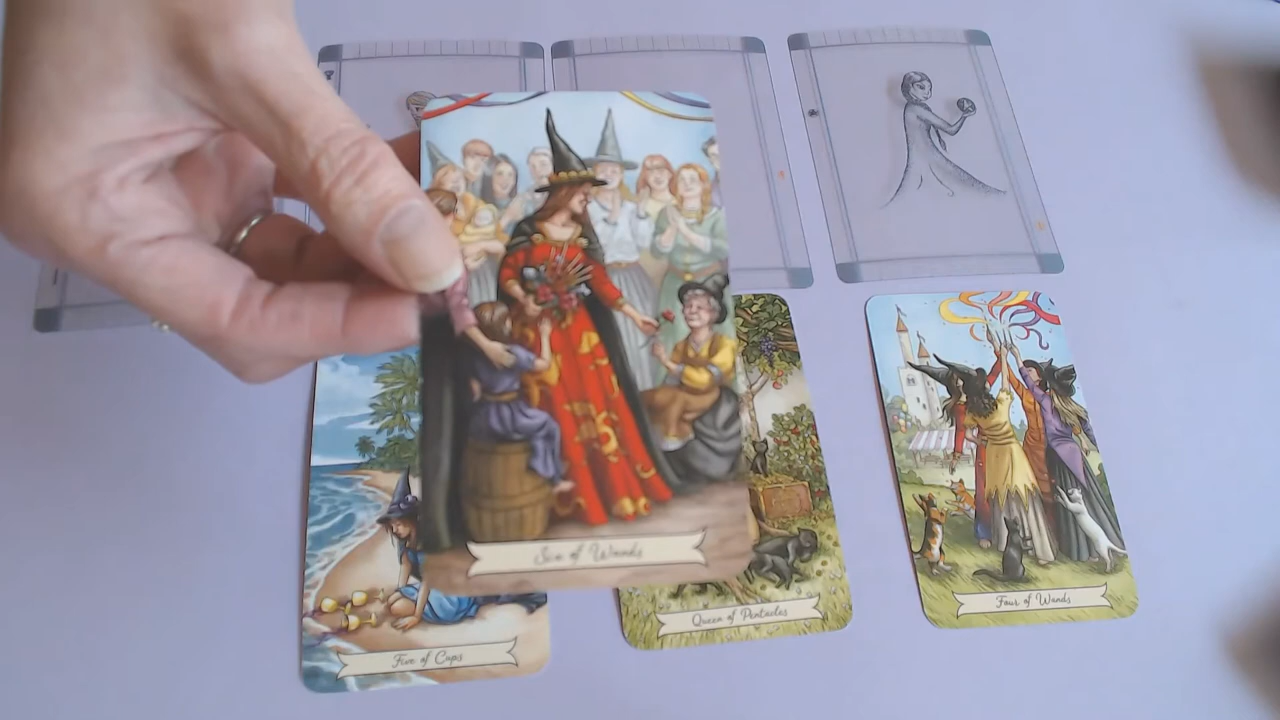 Six of Wands
Five of Cups
Queen of Pentacles
Four of Wands